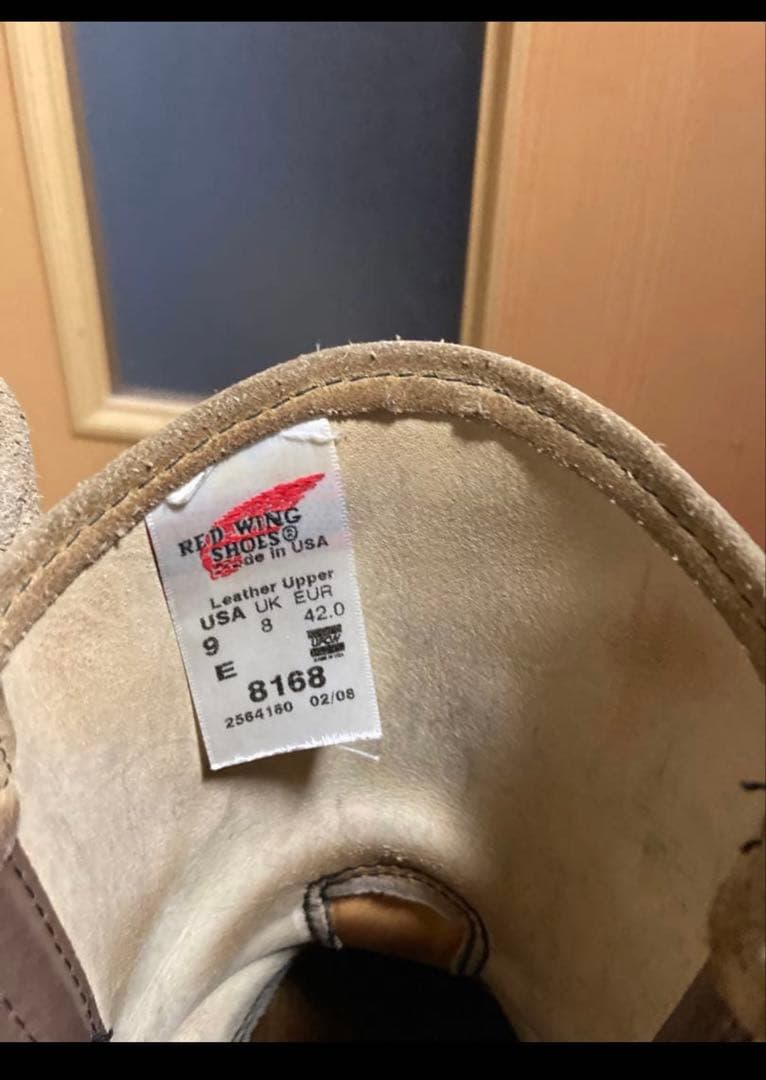 RED WING
SHOES®
Made in USA
Leather Upper
USA UK EUR
9 8 42.0
E
UFCW
8168
2564180 02/08